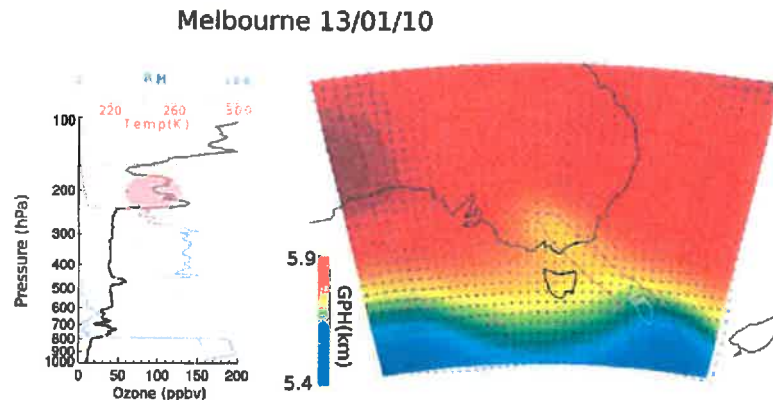 Melbourne 13/01/10
RH
220 260 300
Temp(K)
100
200
300
400
500
600
700
800
900
1000
Pressure (hPa)
0 50 100 150 200
Ozone (ppbv)
5.9
GPH(km)
5.4